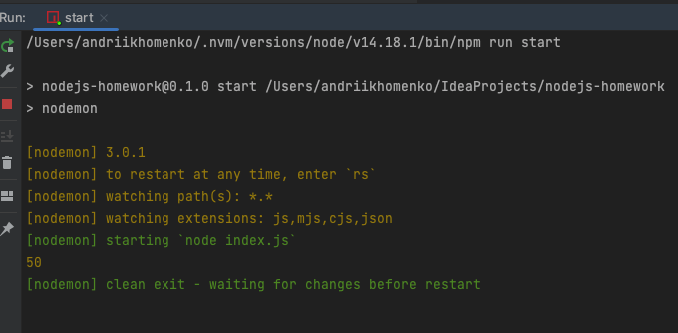 Run:
start
/Users/andriikhomenko/.nvm/versions/node/v14.18.1/bin/npm run start
> nodejs-homework@0.1.0 start /Users/andriikhomenko/IdeaProjects/nodejs-homework
> nodemon
[nodemon] 3.0.1
[nodemon] to restart at any time, enter `rs`
[nodemon] watching path(s): *.*
[nodemon] watching extensions: js,mjs,cjs,json
[nodemon] starting `node index.js`
50
[nodemon] clean exit - waiting for changes before restart